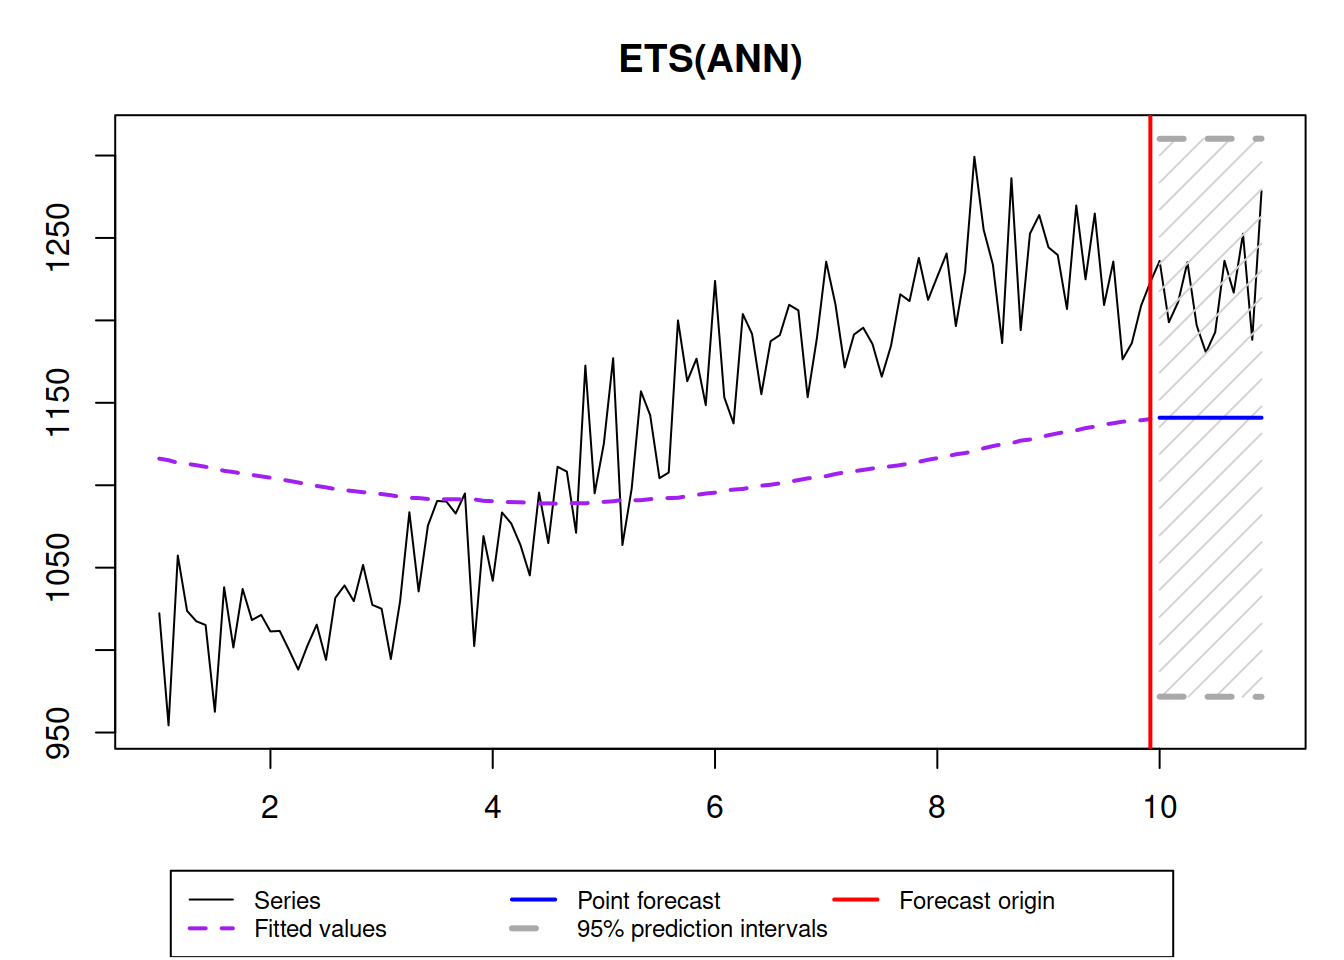 ETS(ANN)
1250
1150
1050
950
2 4 6 8 10
Series Point forecast Forecast origin
Fitted values 95% prediction intervals